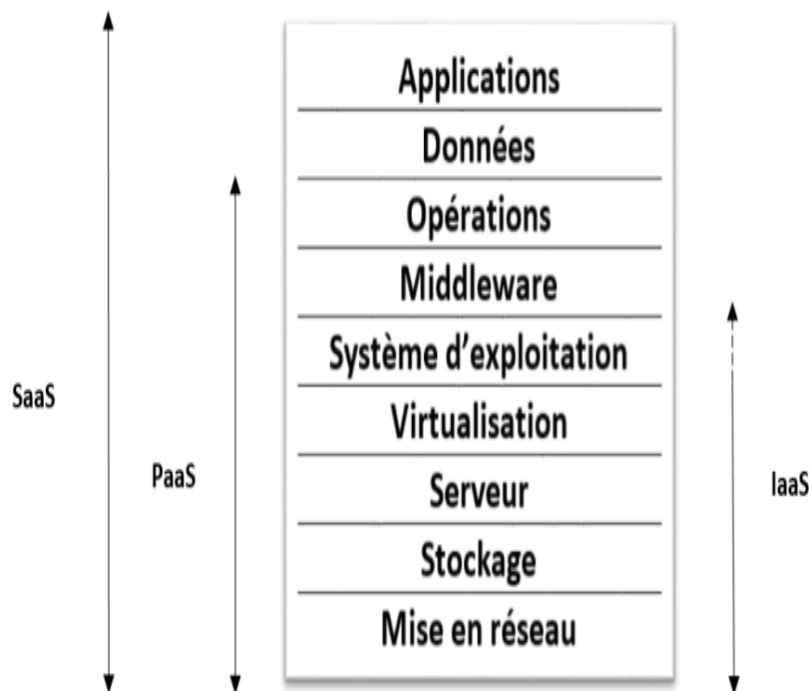 Applications
Données
Opérations
Middleware
Système d'exploitation
Virtualisation
Serveur
Stockage
Mise en réseau
SaaS
PaaS
IaaS